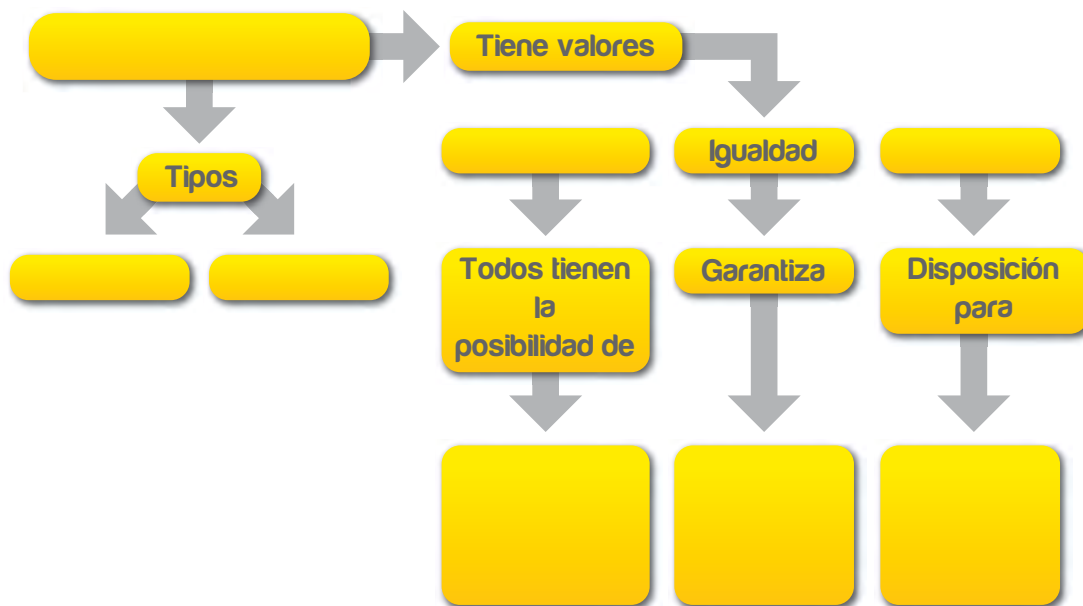 Tiene valores
Igualdad
Tipos
Todos tienen
la
posibilidad de
Garantiza
Disposición
para